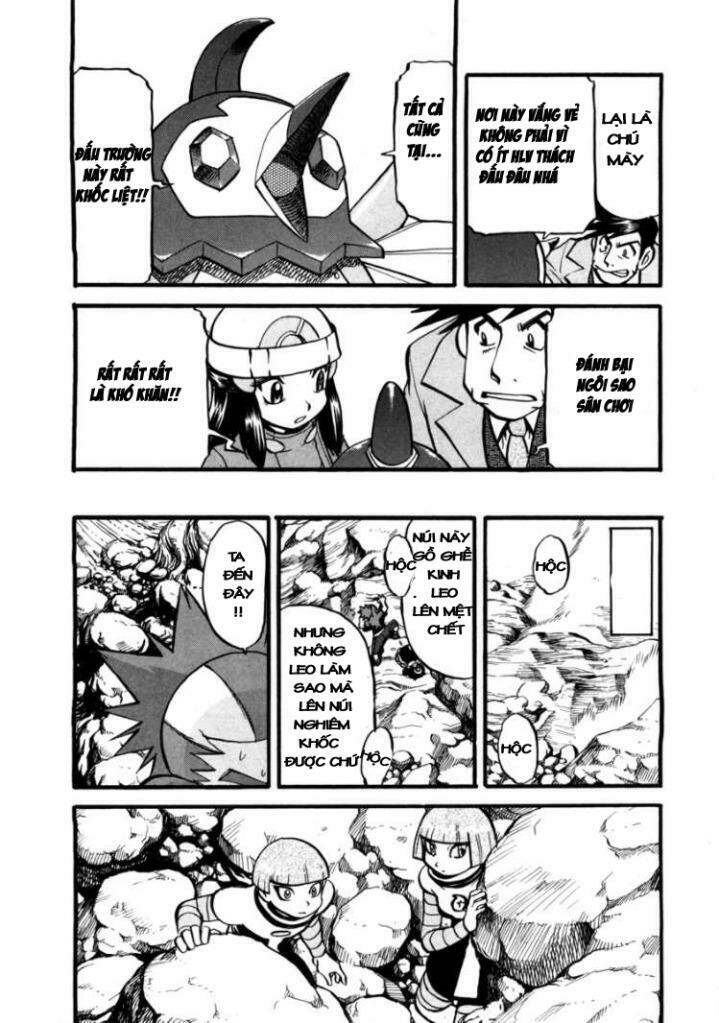 LẠI LÀ
CHÚ
MÀY
NƠI NÀY VẮNG VẺ
KHÔNG PHẢI VÌ
CÓ ÍT HLV THÁCH
ĐẤU ĐÂU NHÁ
TẤT CẢ
CŨNG
TẠI...
ĐẤU TRƯỜNG
NÀY RẤT
KHỐC LIỆT!!
ĐÁNH BẠI
NGÔI SAO
SÂN CHƠI
RẤT RẤT RẤT
LÀ KHÓ KHĂN!!
HỘC
HỘC
NÚI NÀY
GỒ GHỀ
KINH
LEO
LÊN MỆT
CHẾT
HỘC
NHƯNG
KHÔNG
LEO LÀM
SAO MÀ
LÊN NÚI
NGHIÊM
KHỐC
ĐƯỢC CHỨ
HỘC
TA
ĐẾN
ĐÂY
!!